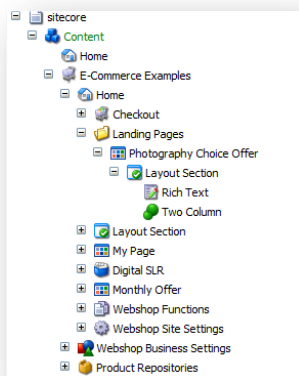 sitecore
Content
Home
E-Commerce Examples
Home
Checkout
Landing Pages
Photography Choice Offer
Layout Section
Rich Text
Two Column
Layout Section
My Page
Digital SLR
Monthly Offer
Webshop Functions
Webshop Site Settings
Webshop Business Settings
Product Repositories